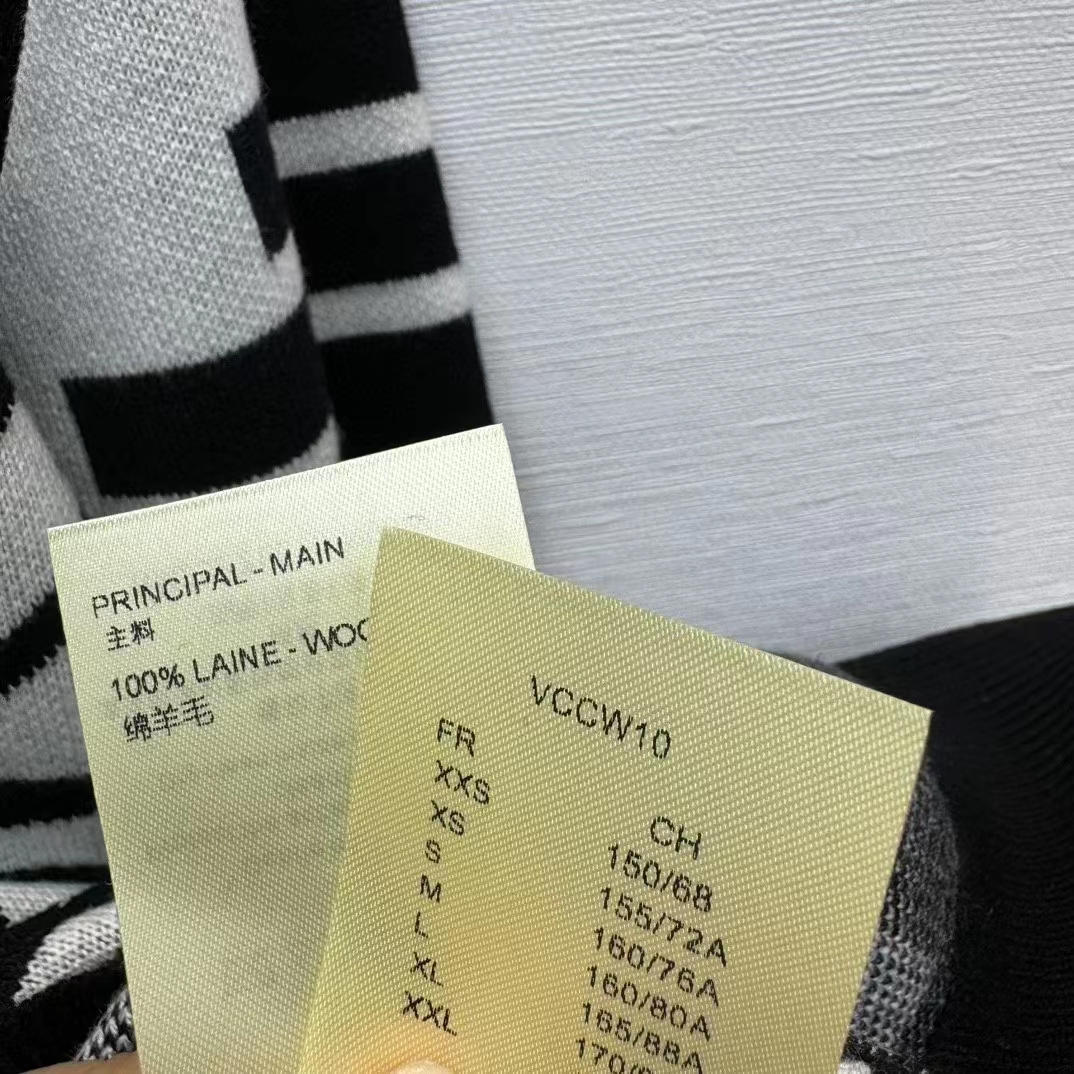 PRINCIPAL - MAIN
主料
100% LAINE -
绵羊毛
VCCW10
FR
XXS
XS
S
M
L
XL
XXL
CH
150/68
155/72A
160/76A
160/80A
165/88A